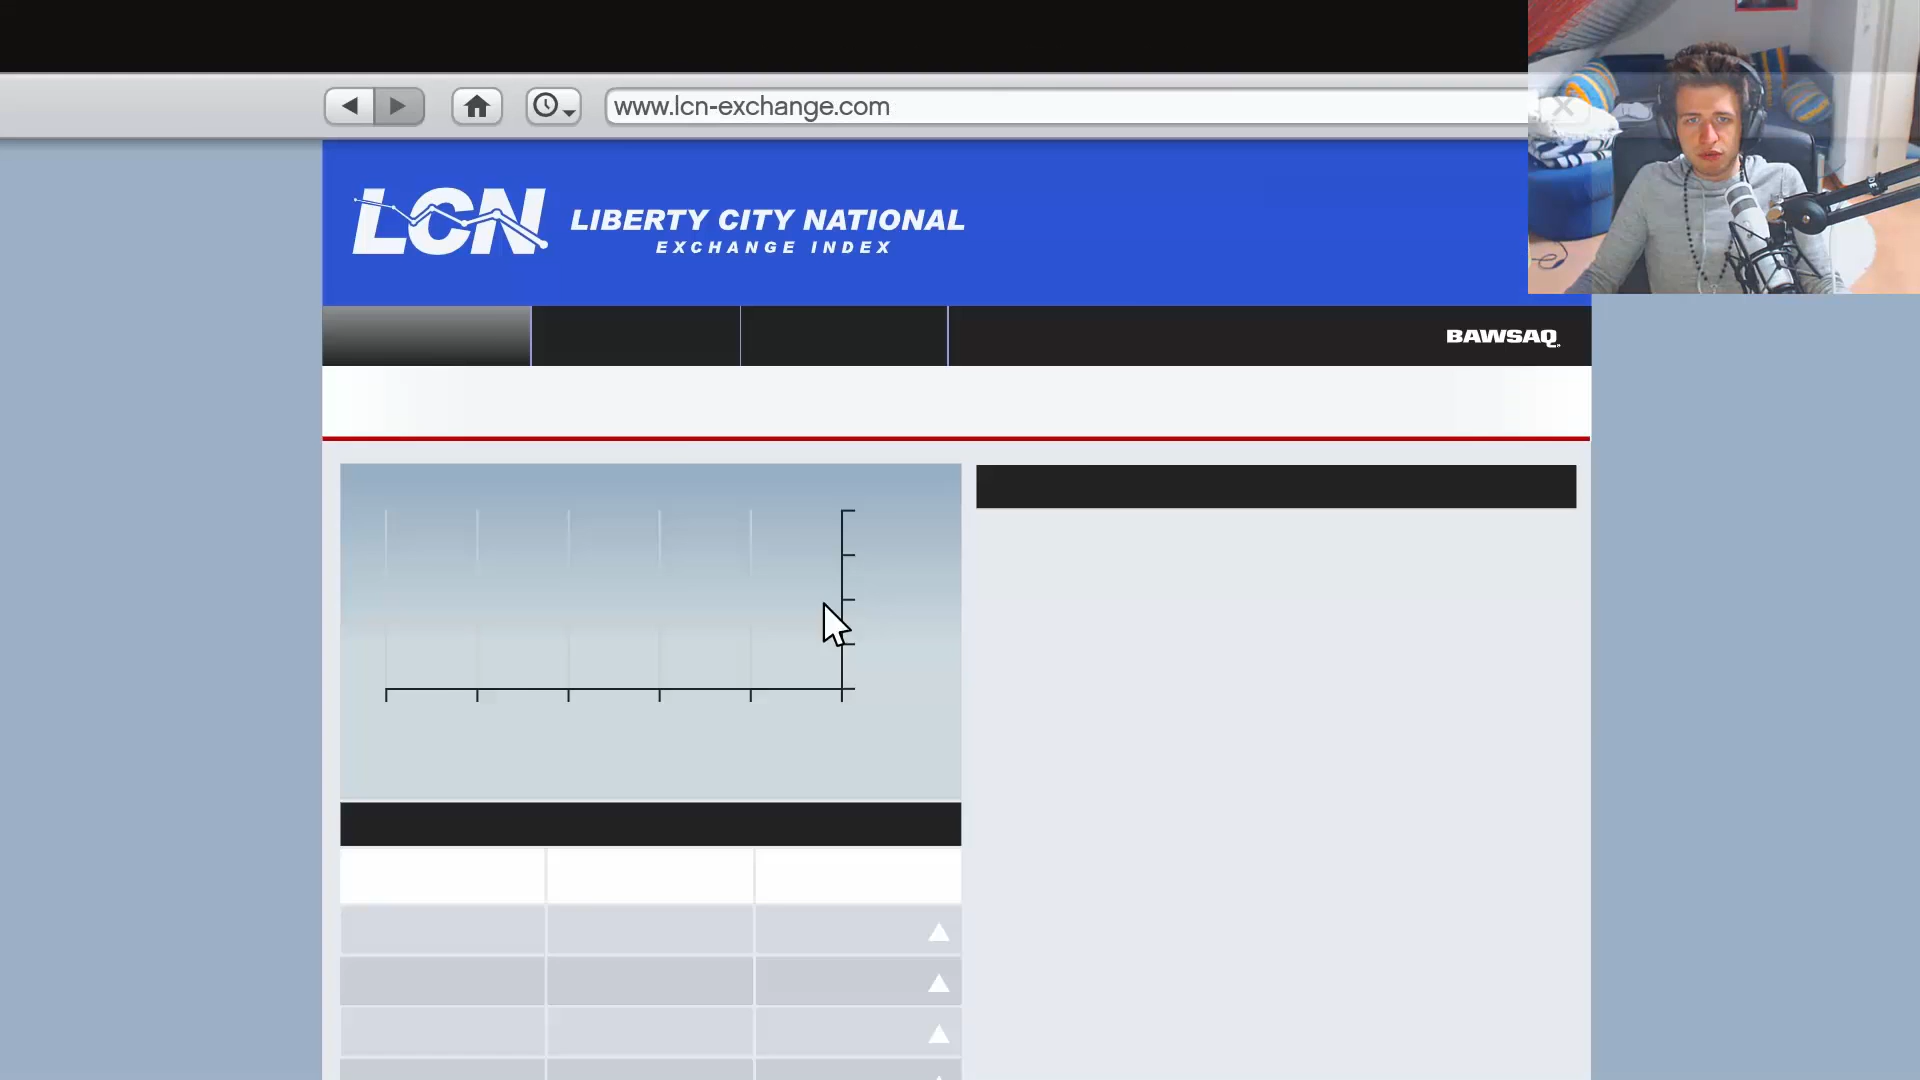 www.lcn-exchange.com
LCN
LIBERTY CITY NATIONAL
EXCHANGE INDEX
BAWSAQ